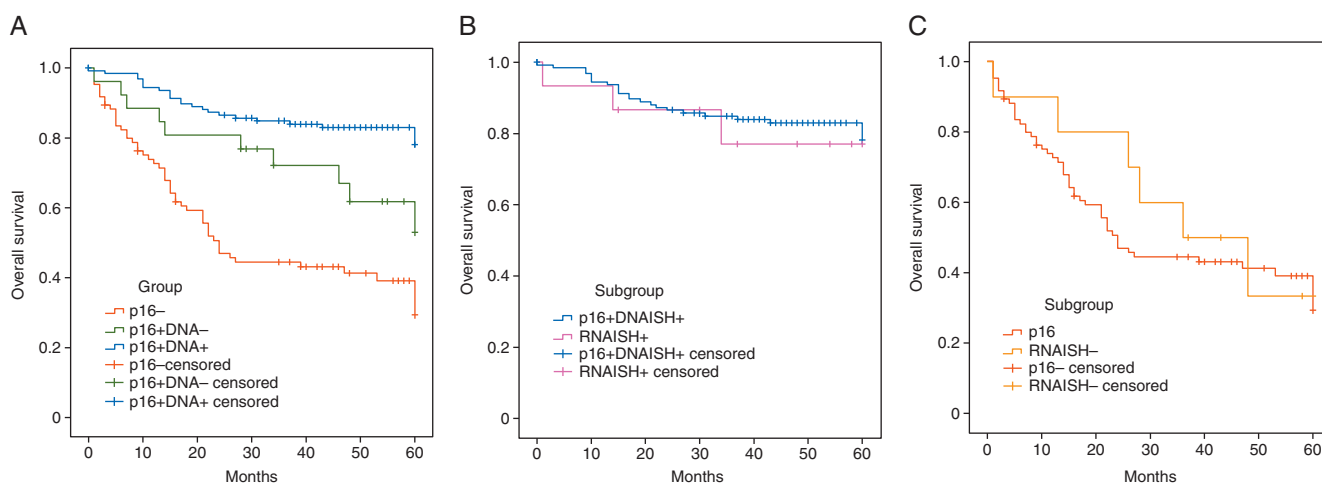 A
Overall survival
1.0
0.8
0.6
0.4
0.2
0
Group
p16–
p16+DNA–
p16+DNA+
p16–censored
p16+DNA– censored
p16+DNA+ censored
0 10 20 30 40 50 60
Months
B
Overall survival
1.0
0.8
0.6
0.4
0.2
0
Subgroup
p16+DNAISH+
RNAISH+
p16+DNAISH+ censored
RNAISH+ censored
0 10 20 30 40 50 60
Months
C
Overall survival
1.0
0.8
0.6
0.4
0.2
0
Subgroup
p16
RNAISH–
p16– censored
RNAISH– censored
0 10 20 30 40 50 60
Months